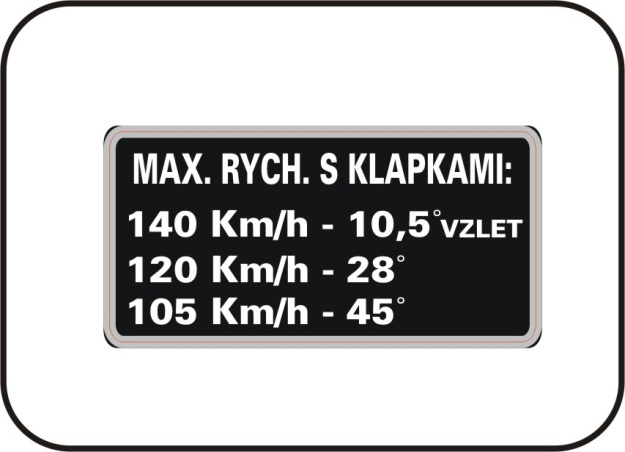 MAX. RYCH. S KLAPKAMI:
140 Km/h - 10,5° VZLET
120 Km/h - 28°
105 Km/h - 45°